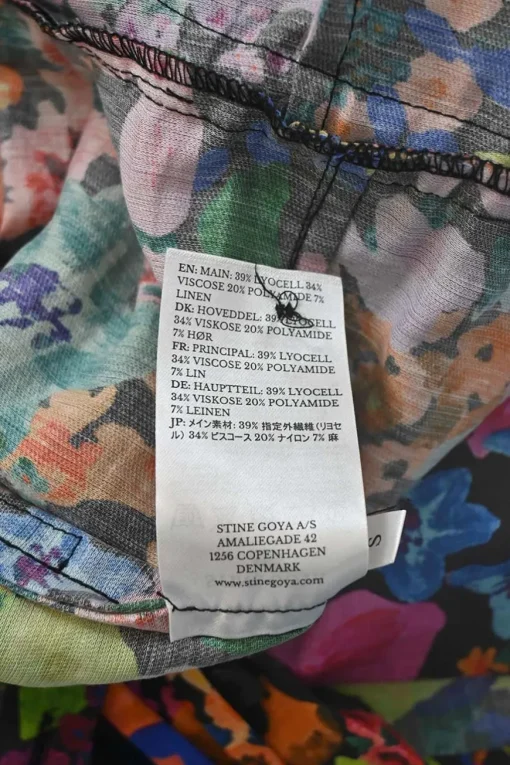 EN: MAIN: 39% LYOCELL 34%
VISCOSE 20% POLYAMIDE 7%
LINEN
DK: HOVEDDEL: 39% LYOCELL
34% VISKOSE 20% POLYAMIDE
7% HØR
FR: PRINCIPAL: 39% LYOCELL
34% VISCOSE 20% POLYAMIDE
7% LIN
DE: HAUPTTEIL: 39% LYOCELL
34% VISKOSE 20% POLYAMIDE
7% LEINEN
JP: メイン素材: 39% 指定外繊維 (リヨセ
ル) 34% ビスコース 20% ナイロン 7% 麻
STINE GOYA A/S
AMALIEGADE 42
1256 COPENHAGEN
DENMARK
www.stinegoya.com
S